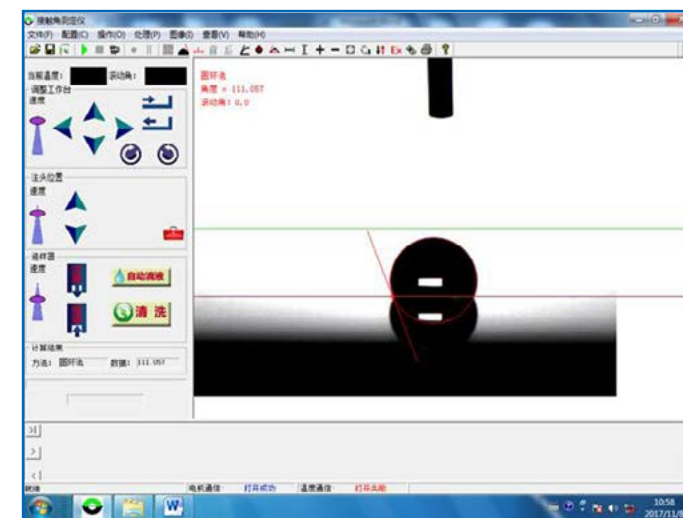 接触角测定仪
文件(F) 配置(C) 操作(O) 处理(P) 图像(I) 查看(V) 帮助(H)
当前温度: 滚动角:
调整工作台
速度
圆环法
角度 = 111.057
滚动角: 0.0
注头位置
速度
进样器
速度
自动滴液
清 洗
计算结果
方法: 圆环法 数据: 111.057
就绪 电机通信 打开成功 温度通信 打开失败
10:58